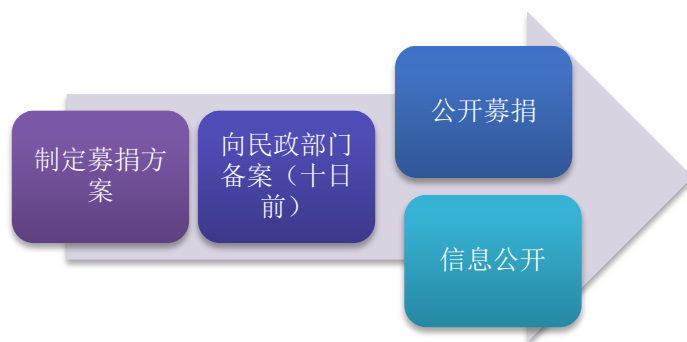 制定募捐方
案
向民政部门
备案（十日
前）
公开募捐
信息公开